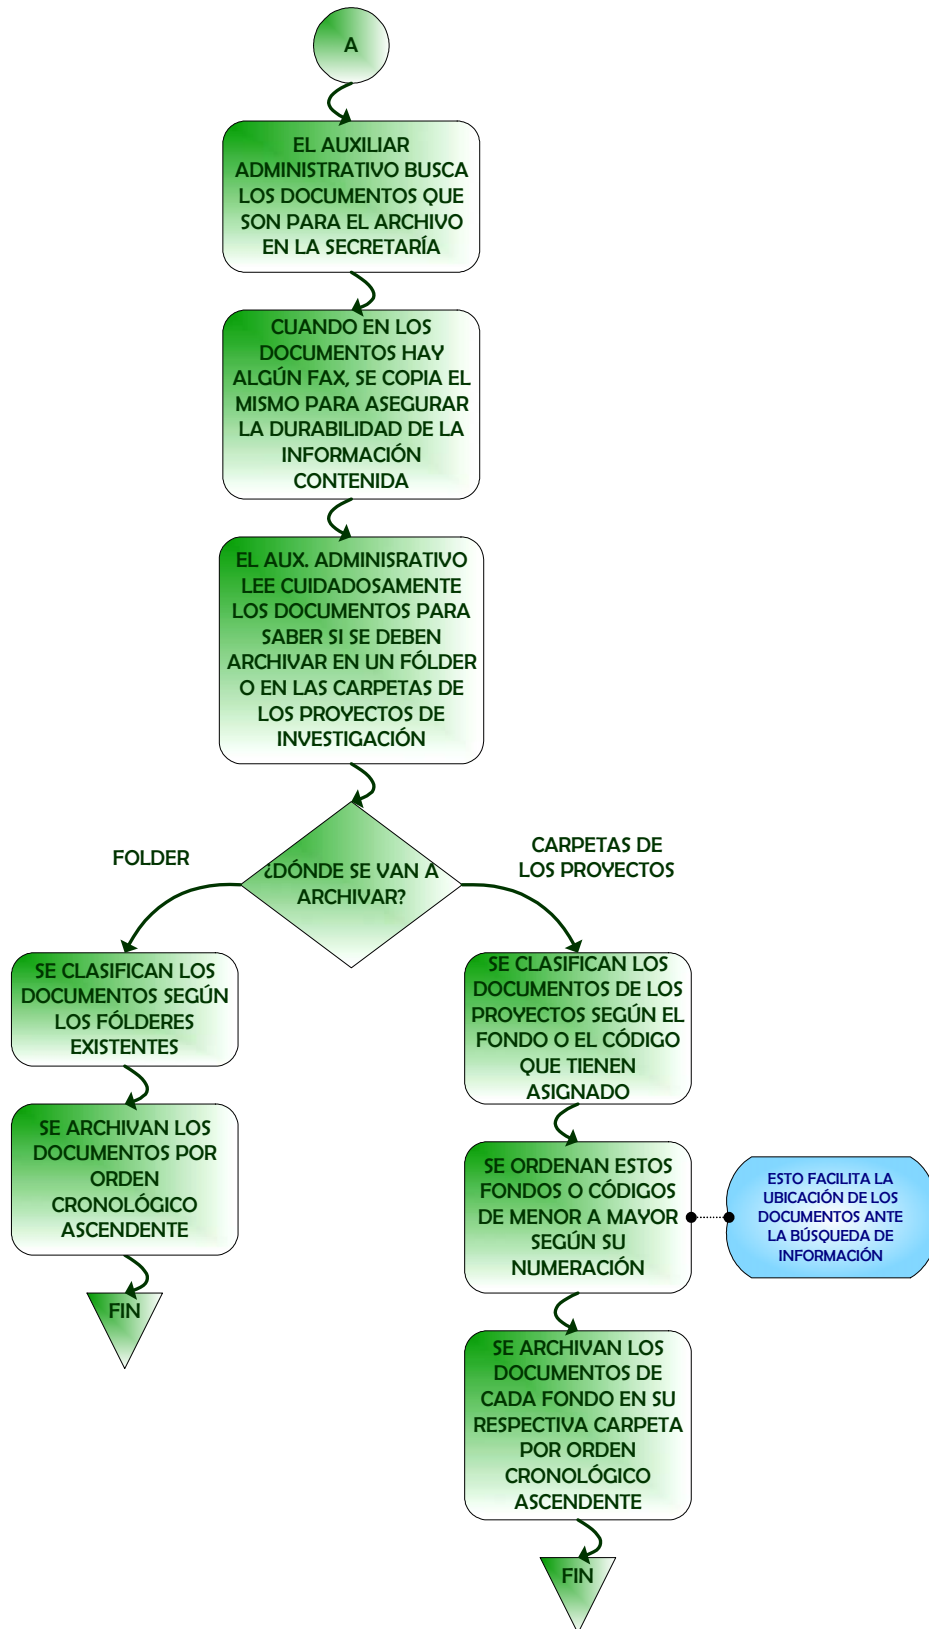 A
EL AUXILIAR
ADMINISTRATIVO BUSCA
LOS DOCUMENTOS QUE
SON PARA EL ARCHIVO
EN LA SECRETARÍA
CUANDO EN LOS
DOCUMENTOS HAY
ALGÚN FAX, SE COPIA EL
MISMO PARA ASEGURAR
LA DURABILIDAD DE LA
INFORMACIÓN
CONTENIDA
EL AUX. ADMINISRATIVO
LEE CUIDADOSAMENTE
LOS DOCUMENTOS PARA
SABER SI SE DEBEN
ARCHIVAR EN UN FÓLDER
O EN LAS CARPETAS DE
LOS PROYECTOS DE
INVESTIGACIÓN
¿DÓNDE SE VAN A
ARCHIVAR?
FOLDER
SE CLASIFICAN LOS
DOCUMENTOS SEGÚN
LOS FÓLDERES
EXISTENTES
SE ARCHIVAN LOS
DOCUMENTOS POR
ORDEN
CRONOLÓGICO
ASCENDENTE
FIN
CARPETAS DE
LOS PROYECTOS
SE CLASIFICAN LOS
DOCUMENTOS DE LOS
PROYECTOS SEGÚN EL
FONDO O EL CÓDIGO
QUE TIENEN
ASIGNADO
SE ORDENAN ESTOS
FONDOS O CÓDIGOS
DE MENOR A MAYOR
SEGÚN SU
NUMERACIÓN
ESTO FACILITA LA
UBICACIÓN DE LOS
DOCUMENTOS ANTE
LA BÚSQUEDA DE
INFORMACIÓN
SE ARCHIVAN LOS
DOCUMENTOS DE
CADA FONDO EN SU
RESPECTIVA CARPETA
POR ORDEN
CRONOLÓGICO
ASCENDENTE
FIN